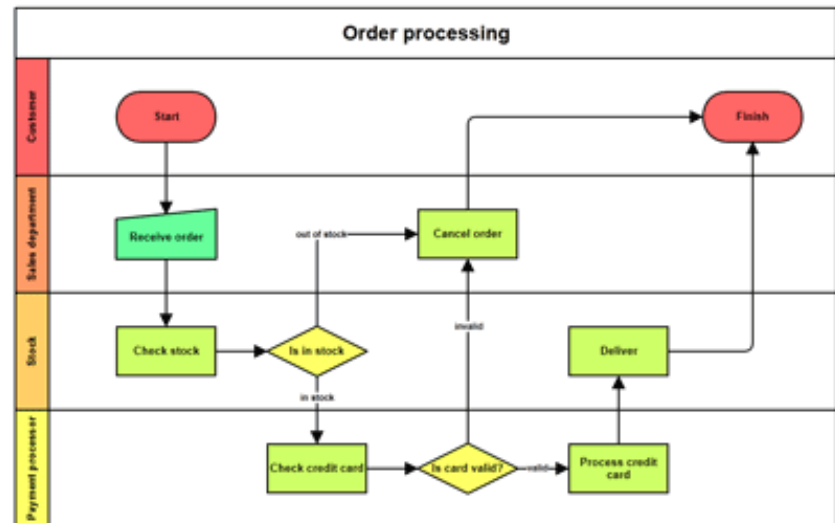 Order processing
Customer
Start
Finish
Sales department
Receive order
out of stock
Cancel order
Stock
Check stock
Is in stock
invalid
Deliver
in stock
Payment processor
Check credit card
Is card valid?
valid
Process credit
card